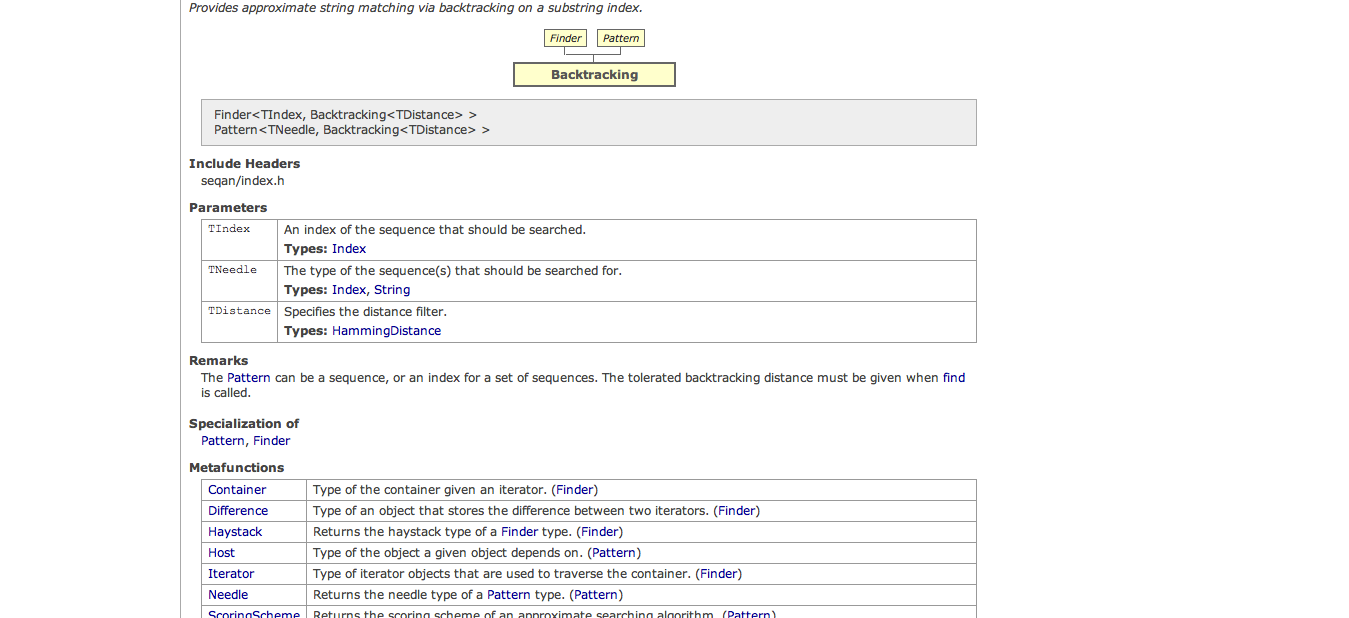 Provides approximate string matching via backtracking on a substring index.
Finder Pattern
Backtracking
Finder<TIndex, Backtracking<TDistance> >
Pattern<TNeedle, Backtracking<TDistance> >
Include Headers
seqan/index.h
Parameters
TIndex An index of the sequence that should be searched.
Types: Index
TNeedle The type of the sequence(s) that should be searched for.
Types: Index, String
TDistance Specifies the distance filter.
Types: HammingDistance
Remarks
The Pattern can be a sequence, or an index for a set of sequences. The tolerated backtracking distance must be given when find
is called.
Specialization of
Pattern, Finder
Metafunctions
Container Type of the container given an iterator. (Finder)
Difference Type of an object that stores the difference between two iterators. (Finder)
Haystack Returns the haystack type of a Finder type. (Finder)
Host Type of the object a given object depends on. (Pattern)
Iterator Type of iterator objects that are used to traverse the container. (Finder)
Needle Returns the needle type of a Pattern type. (Pattern)
ScoringScheme Returns the scoring scheme of an approximate searching algorithm. (Pattern)